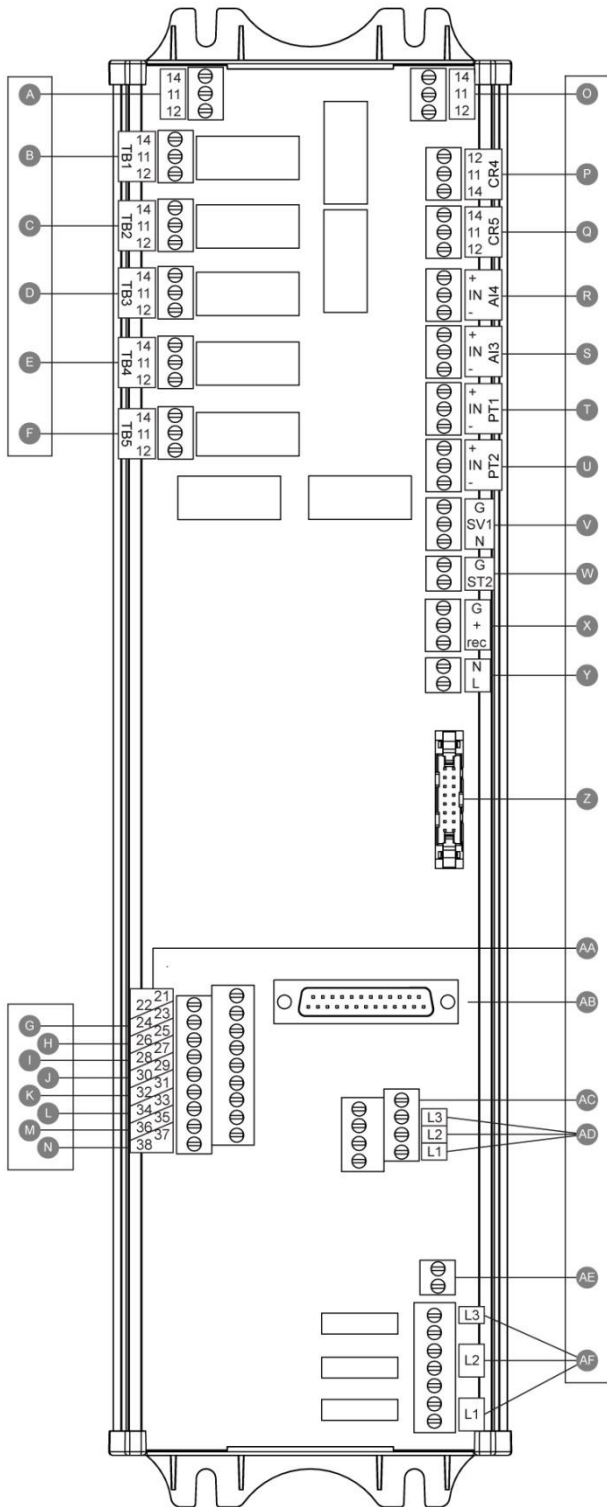 A
14
11
12
B
TB1
14
11
12
C
TB2
14
11
12
D
TB3
14
11
12
E
TB4
14
11
12
F
TB5
14
11
12
14
11
12
O
12
11
14
CR4
P
14
11
12
CR5
Q
+
IN
-
AI4
R
+
IN
-
AI3
S
+
IN
-
PT1
T
+
IN
-
PT2
U
G
SV1
N
V
G
ST2
W
G
+
rec
X
N
L
Y
Z
AA
AB
G
H
I
J
K
L
M
N
22 21
24 23
26 25
28 27
30 29
32 31
34 33
36 35
38 37
AC
L3
L2
L1
AD
AE
L3
L2
L1
AF